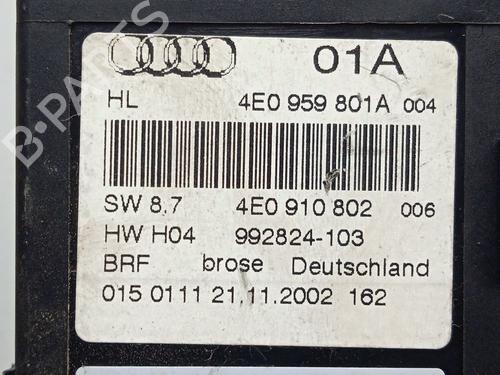 01A
HL 4E0 959 801A 004
SW 8.7 4E0 910 802 006
HW H04 992824-103
BRF brose Deutschland
015 0111 21.11.2002 162
B-PARTS